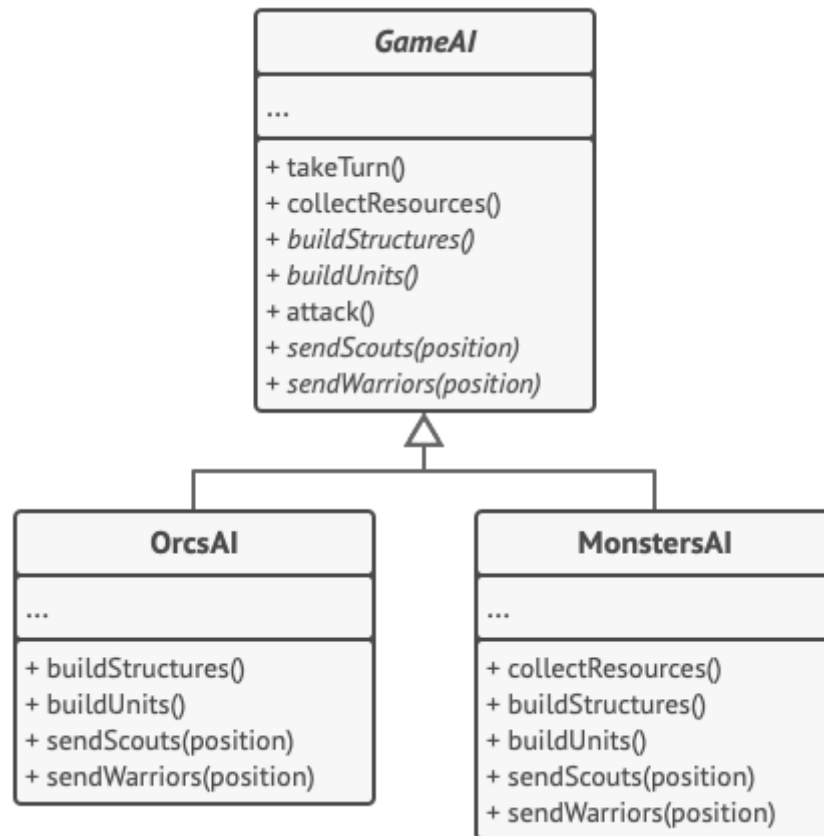 GameAI
...
+ takeTurn()
+ collectResources()
+ buildStructures()
+ buildUnits()
+ attack()
+ sendScouts(position)
+ sendWarriors(position)
OrcsAI
...
+ buildStructures()
+ buildUnits()
+ sendScouts(position)
+ sendWarriors(position)
MonstersAI
...
+ collectResources()
+ buildStructures()
+ buildUnits()
+ sendScouts(position)
+ sendWarriors(position)